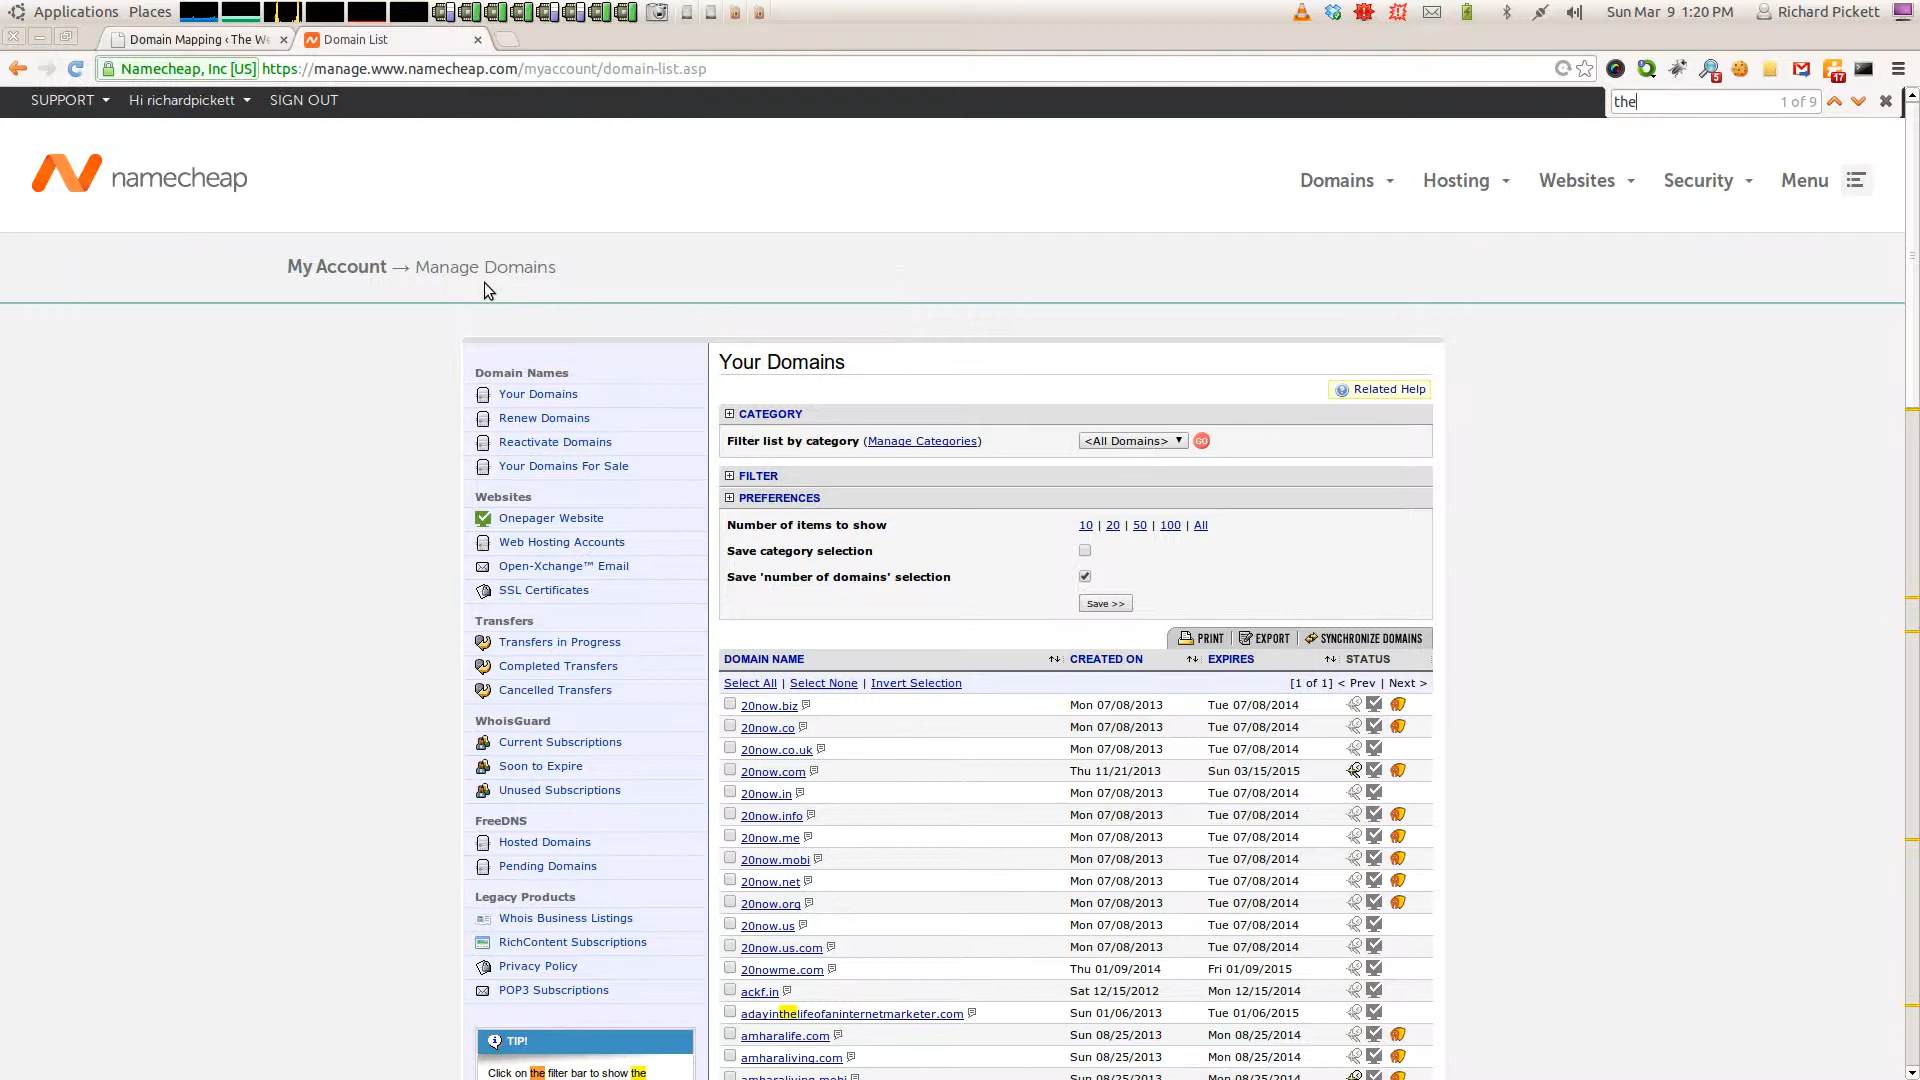 Applications Places
Sun Mar 9 1:20 PM Richard Pickett
Domain Mapping ‹ The We
Domain List
Namecheap, Inc [US] https://manage.www.namecheap.com/myaccount/domain-list.asp
5
17
SUPPORT Hi richardpickett SIGN OUT
the 1 of 9
namecheap
Domains Hosting Websites Security Menu
My Account → Manage Domains
Domain Names
Your Domains
Renew Domains
Reactivate Domains
Your Domains For Sale
Websites
Onepager Website
Web Hosting Accounts
Open-Xchange™ Email
SSL Certificates
Transfers
Transfers in Progress
Completed Transfers
Cancelled Transfers
WhoisGuard
Current Subscriptions
Soon to Expire
Unused Subscriptions
FreeDNS
Hosted Domains
Pending Domains
Legacy Products
Whois Business Listings
RichContent Subscriptions
Privacy Policy
POP3 Subscriptions
TIP!
Click on the filter bar to show the
Your Domains
Related Help
CATEGORY
Filter list by category (Manage Categories) <All Domains> GO
FILTER
PREFERENCES
Number of items to show 10 | 20 | 50 | 100 | All
Save category selection
Save 'number of domains' selection
Save >>
PRINT EXPORT SYNCHRONIZE DOMAINS
DOMAIN NAME CREATED ON EXPIRES STATUS
Select All | Select None | Invert Selection [1 of 1] < Prev | Next >
20now.biz Mon 07/08/2013 Tue 07/08/2014
20now.co Mon 07/08/2013 Tue 07/08/2014
20now.co.uk Mon 07/08/2013 Tue 07/08/2014
20now.com Thu 11/21/2013 Sun 03/15/2015
20now.in Mon 07/08/2013 Tue 07/08/2014
20now.info Mon 07/08/2013 Tue 07/08/2014
20now.me Mon 07/08/2013 Tue 07/08/2014
20now.mobi Mon 07/08/2013 Tue 07/08/2014
20now.net Mon 07/08/2013 Tue 07/08/2014
20now.org Mon 07/08/2013 Tue 07/08/2014
20now.us Mon 07/08/2013 Tue 07/08/2014
20now.us.com Mon 07/08/2013 Tue 07/08/2014
20nowme.com Thu 01/09/2014 Fri 01/09/2015
ackf.in Sat 12/15/2012 Mon 12/15/2014
adayinthelifeofaninternetmarketer.com Sun 01/06/2013 Tue 01/06/2015
amharalife.com Sun 08/25/2013 Mon 08/25/2014
amharaliving.com Sun 08/25/2013 Mon 08/25/2014
amharaliving.mobi Sun 08/25/2013 Mon 08/25/2014